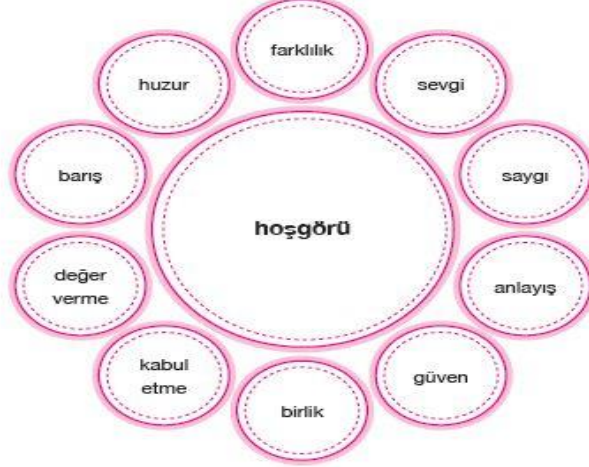 farklılık
huzur
sevgi
barış
saygı
hoşgörü
değer
verme
anlayış
kabul
etme
güven
birlik